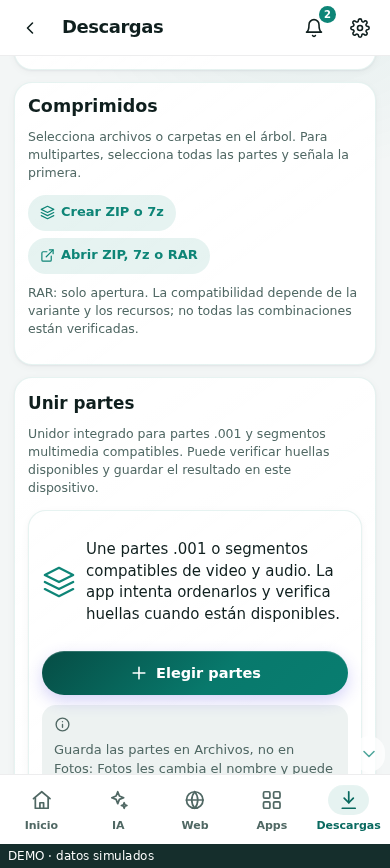 Descargas
2
Comprimidos
Selecciona archivos o carpetas en el árbol. Para
multipartes, selecciona todas las partes y señala la
primera.
Crear ZIP o 7z
Abrir ZIP, 7z o RAR
RAR: solo apertura. La compatibilidad depende de la
variante y los recursos; no todas las combinaciones
están verificadas.
Unir partes
Unidor integrado para partes .001 y segmentos
multimedia compatibles. Puede verificar huellas
disponibles y guardar el resultado en este
dispositivo.
Une partes .001 o segmentos
compatibles de video y audio. La
app intenta ordenarlos y verifica
huellas cuando están disponibles.
Elegir partes
Guarda las partes en Archivos, no en
Fotos: Fotos les cambia el nombre y puede
Inicio
IA
Web
Apps
Descargas
DEMO · datos simulados